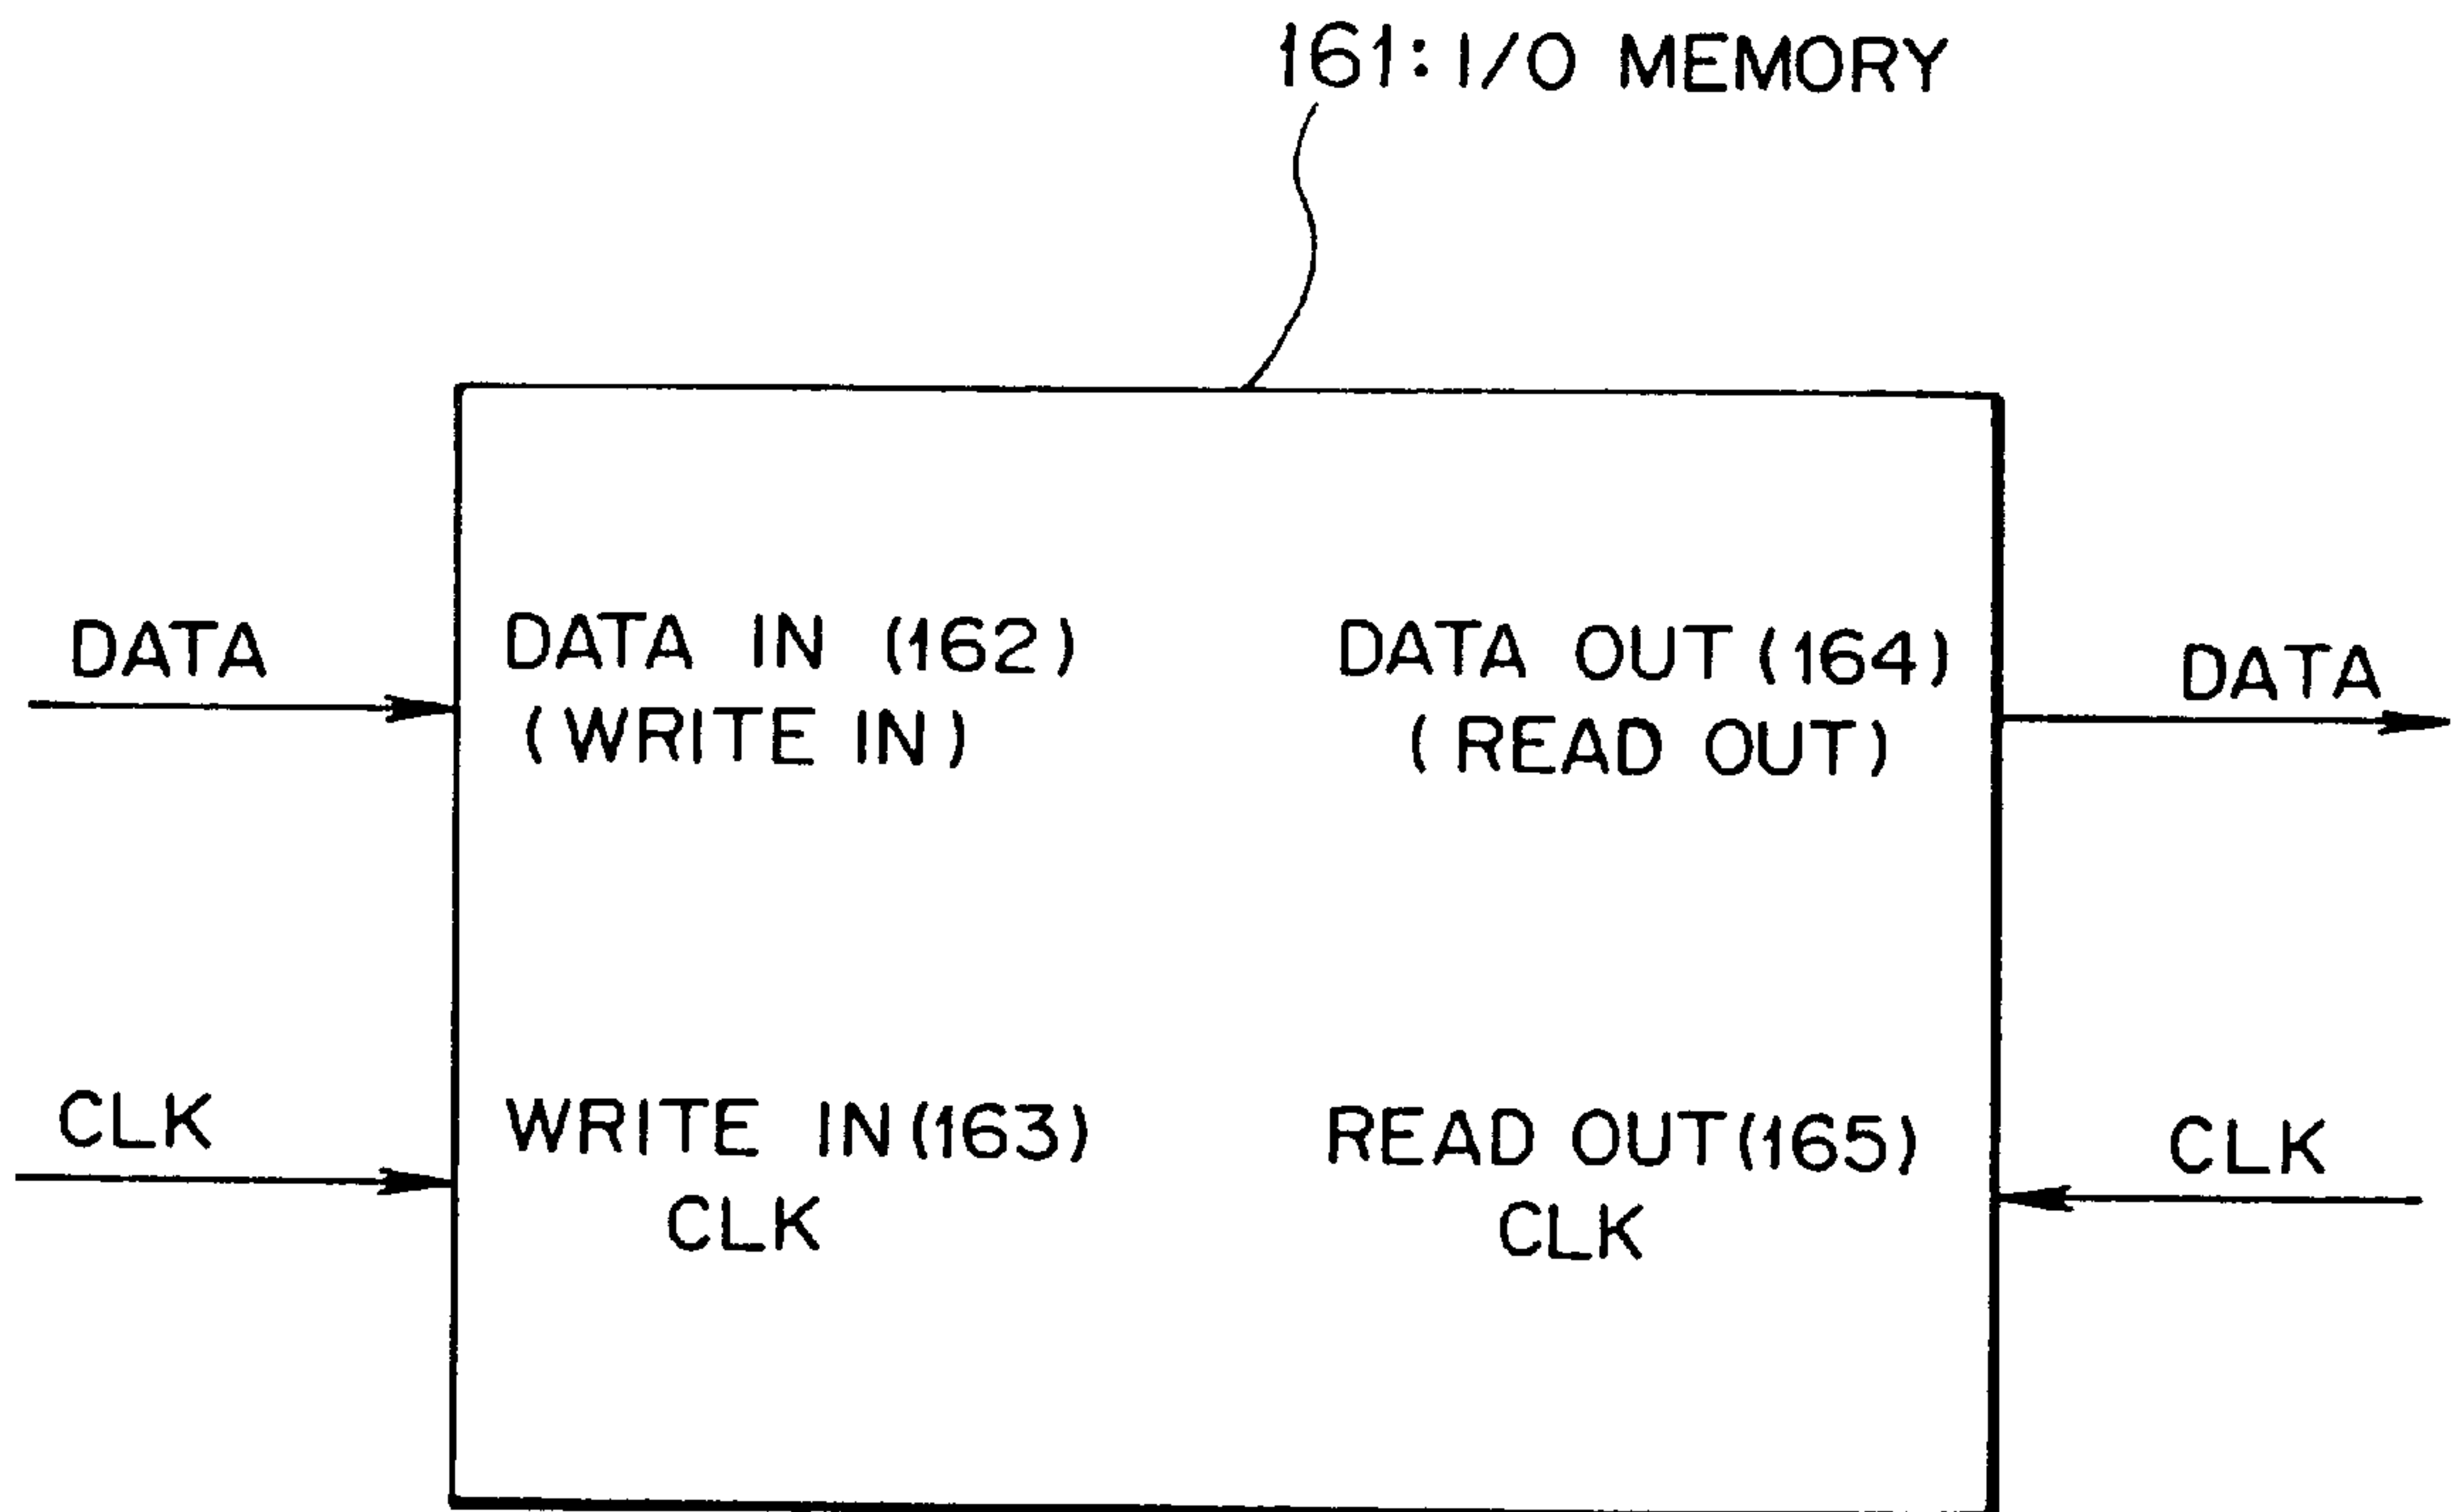 161: I/O MEMORY
DATA
DATA IN (162)
(WRITE IN)
DATA OUT (164)
(READ OUT)
DATA
CLK
WRITE IN (163)
CLK
READ OUT (165)
CLK
CLK